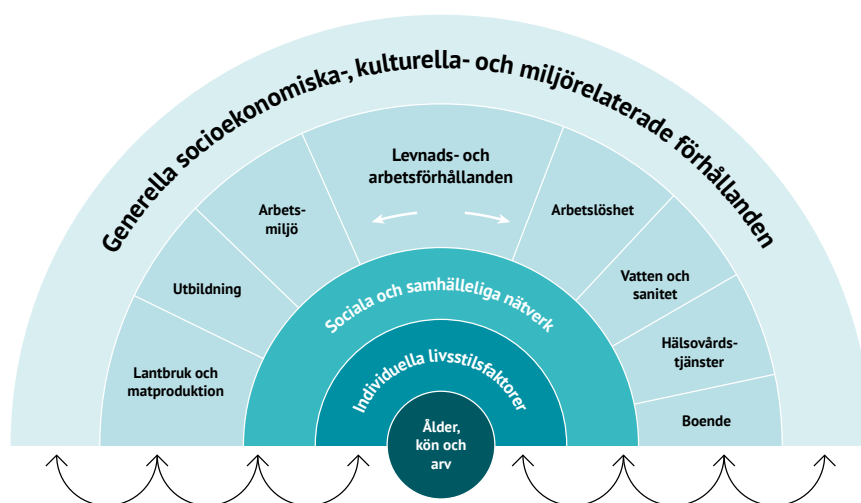 Generella socioekonomiska-, kulturella- och miljörelaterade förhållanden
Levnads- och
arbetsförhållanden
Arbets-
miljö
Arbetslöshet
Utbildning
Vatten och
sanitet
Lantbruk och
matproduktion
Hälsovårds-
tjänster
Boende
Sociala och samhälleliga nätverk
Individuella livsstilsfaktorer
Ålder,
kön och
arv